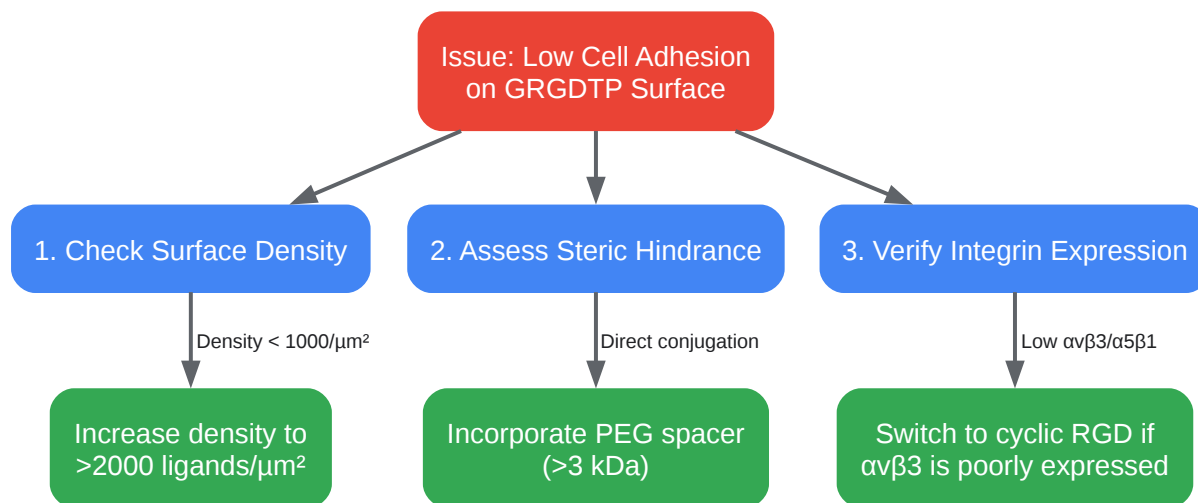 Issue: Low Cell Adhesion
on GRGDTP Surface
1. Check Surface Density
2. Assess Steric Hindrance
3. Verify Integrin Expression
Density < 1000/µm²
Direct conjugation
Low αvβ3/α5β1
Increase density to
>2000 ligands/µm²
Incorporate PEG spacer
(>3 kDa)
Switch to cyclic RGD if
αvβ3 is poorly expressed